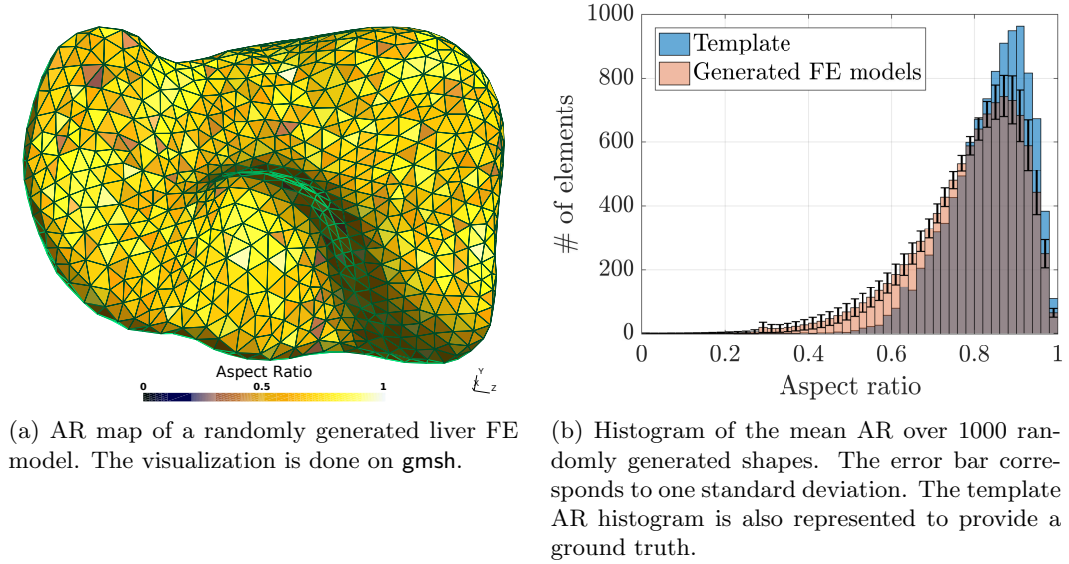 Aspect Ratio
0 0.5 1
Y
X
Z
1000
800
600
400
200
0
# of elements
Template
Generated FE models
0 0.2 0.4 0.6 0.8 1
Aspect ratio
(a) AR map of a randomly generated liver FE
model. The visualization is done on gmsh.
(b) Histogram of the mean AR over 1000 ran-
domly generated shapes. The error bar corre-
sponds to one standard deviation. The template
AR histogram is also represented to provide a
ground truth.